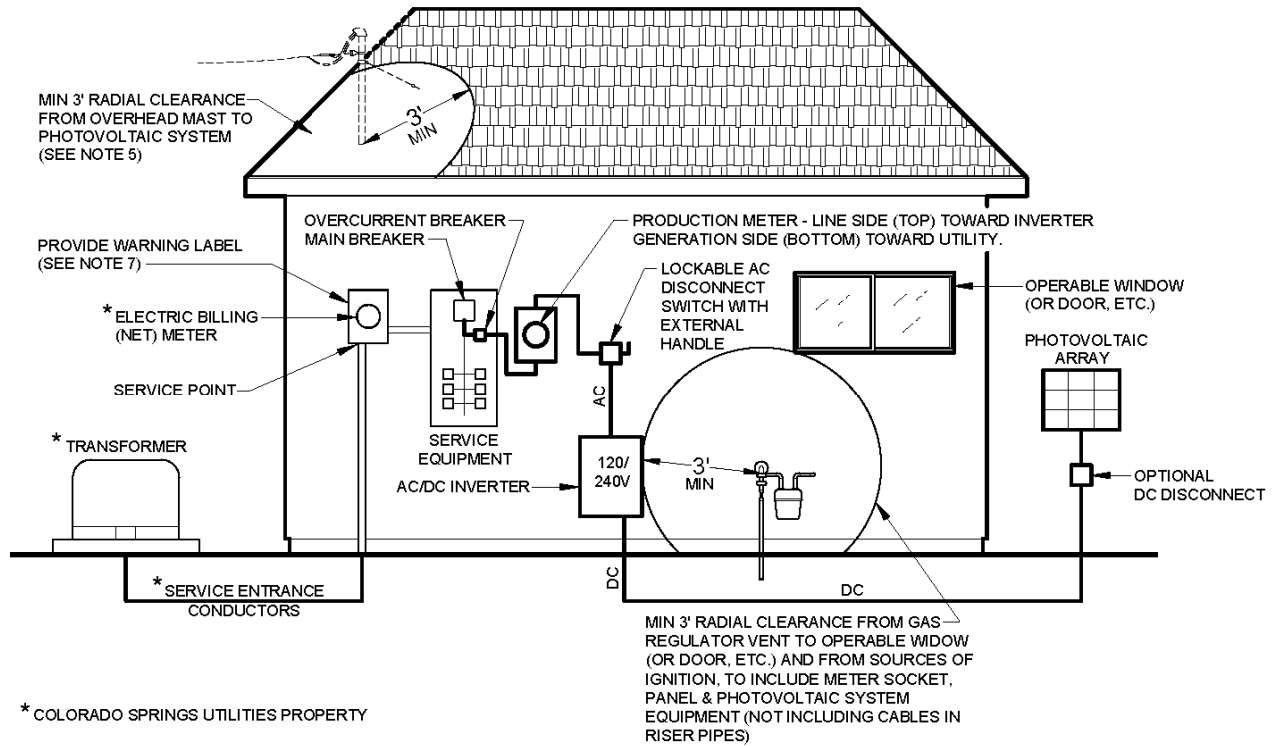 MIN 3' RADIAL CLEARANCE
FROM OVERHEAD MAST TO
PHOTOVOLTAIC SYSTEM
(SEE NOTE 5)
3'
MIN
OVERCURRENT BREAKER
MAIN BREAKER
PRODUCTION METER - LINE SIDE (TOP) TOWARD INVERTER
GENERATION SIDE (BOTTOM) TOWARD UTILITY.
PROVIDE WARNING LABEL
(SEE NOTE 7)
LOCKABLE AC
DISCONNECT
SWITCH WITH
EXTERNAL
HANDLE
OPERABLE WINDOW
(OR DOOR, ETC.)
* ELECTRIC BILLING
(NET) METER
PHOTOVOLTAIC
ARRAY
SERVICE POINT
AC
* TRANSFORMER
SERVICE
EQUIPMENT
120/
240V
3'
MIN
AC/DC INVERTER
OPTIONAL
DC DISCONNECT
* SERVICE ENTRANCE
CONDUCTORS
DC
DC
MIN 3' RADIAL CLEARANCE FROM GAS
REGULATOR VENT TO OPERABLE WIDOW
(OR DOOR, ETC.) AND FROM SOURCES OF
IGNITION, TO INCLUDE METER SOCKET,
PANEL & PHOTOVOLTAIC SYSTEM
EQUIPMENT (NOT INCLUDING CABLES IN
RISER PIPES)
* COLORADO SPRINGS UTILITIES PROPERTY